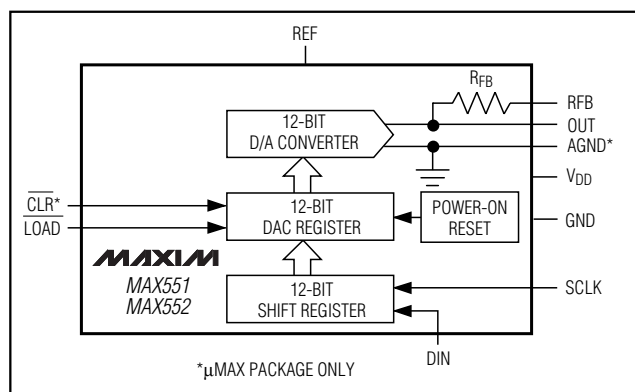 REF
R_FB
RFB
12-BIT
D/A CONVERTER
OUT
AGND*
V_DD
CLR*
LOAD
12-BIT
DAC REGISTER
POWER-ON
RESET
GND
MAXIM
MAX551
MAX552
12-BIT
SHIFT REGISTER
SCLK
DIN
*µMAX PACKAGE ONLY